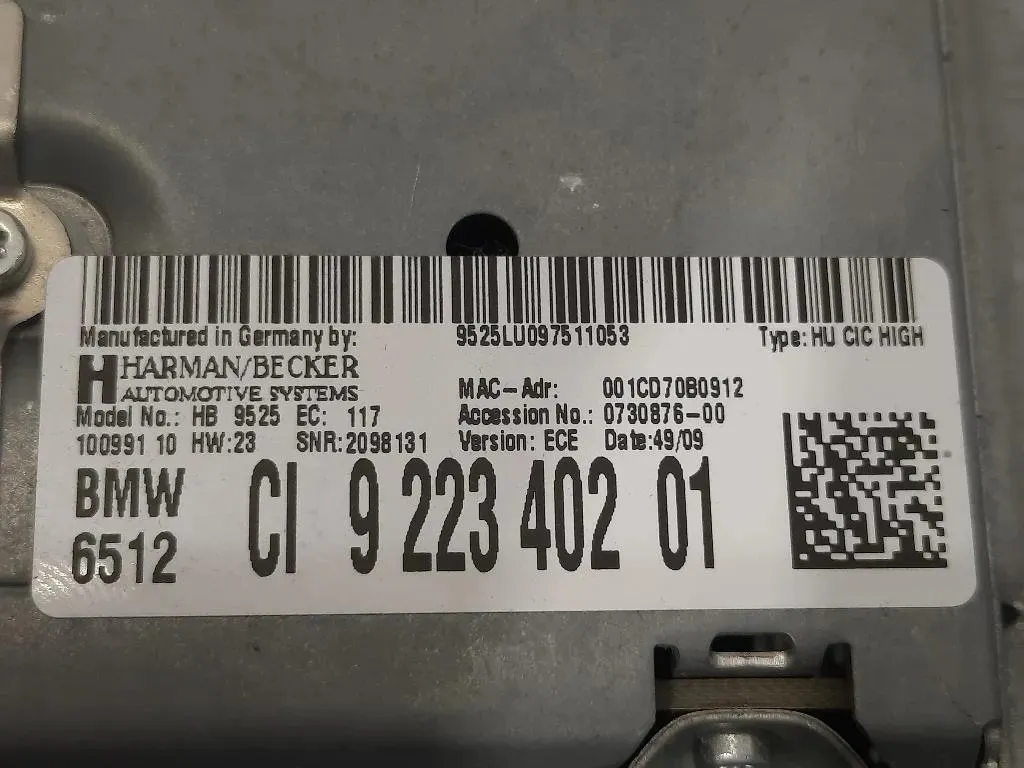 Manufactured in Germany by: 9525LU097511053 Type: HU CIC HIGH
HARMAN/BECKER
AUTOMOTIVE SYSTEMS MAC-Adr: 001CD70B0912
Model No.: HB 9525 EC: 117 Accession No.: 0730876-00
100991 10 HW:23 SNR:2098131 Version: ECE Date:49/09
BMW 6512 CI 9 223 402 01